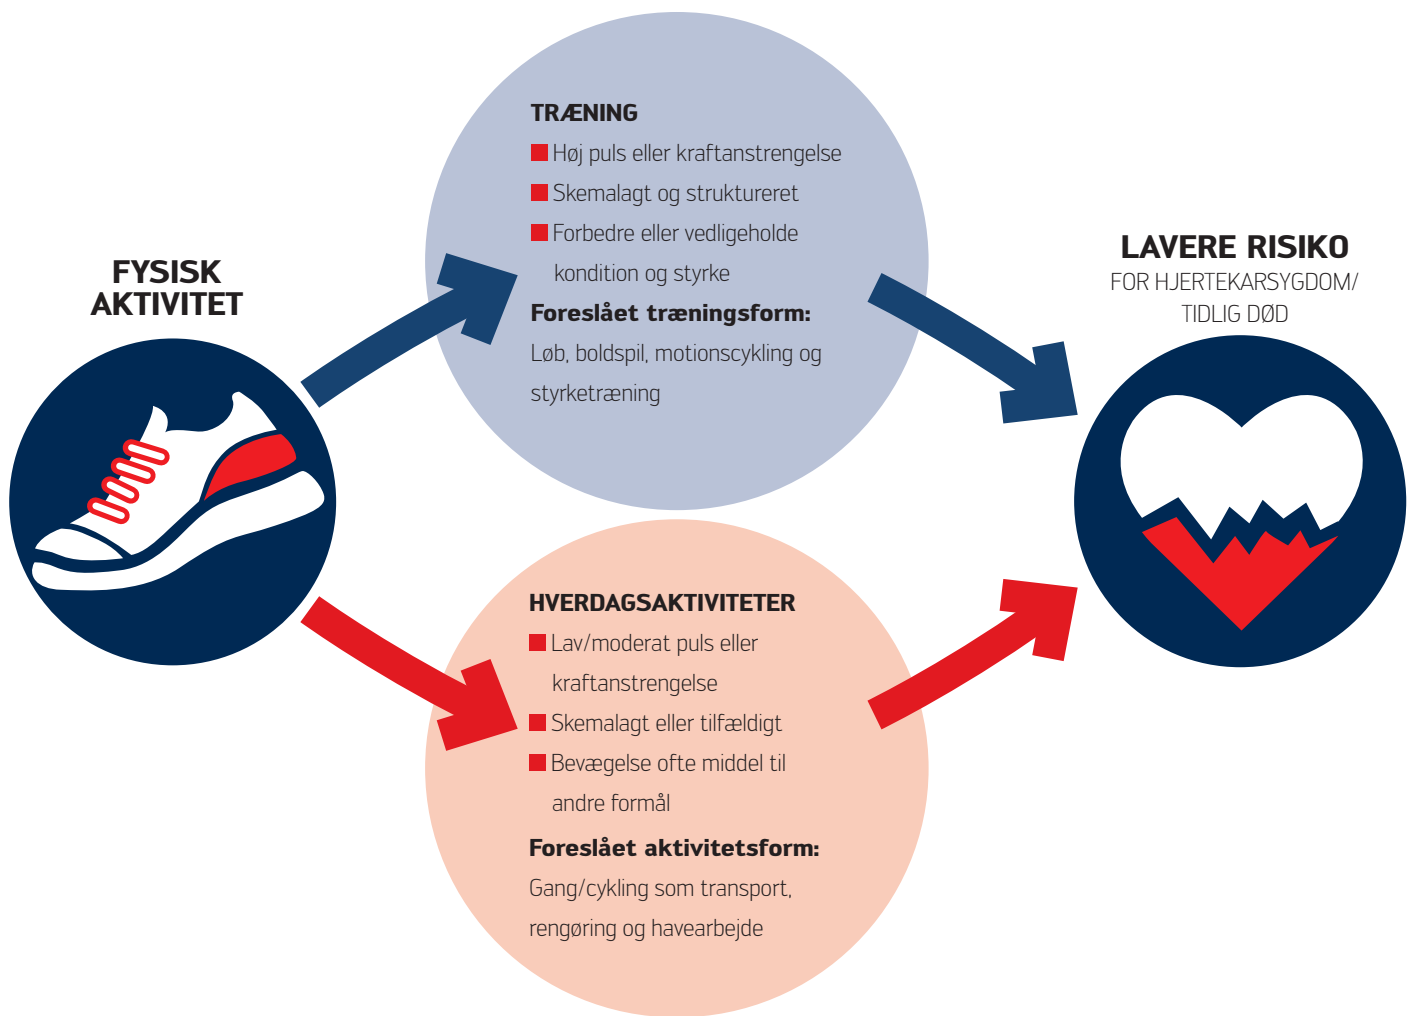 FYSISK
AKTIVITET
TRÆNING
Høj puls eller kraftanstrengelse
Skemalagt og struktureret
Forbedre eller vedligeholde
kondition og styrke
Foreslået træningsform:
Løb, boldspil, motionscykling og
styrketræning
HVERDAGSAKTIVITETER
Lav/moderat puls eller
kraftanstrengelse
Skemalagt eller tilfældigt
Bevægelse ofte middel til
andre formål
Foreslået aktivitetsform:
Gang/cykling som transport,
rengøring og havearbejde
LAVERE RISIKO
FOR HJERTEKARSYGDOM/
TIDLIG DØD